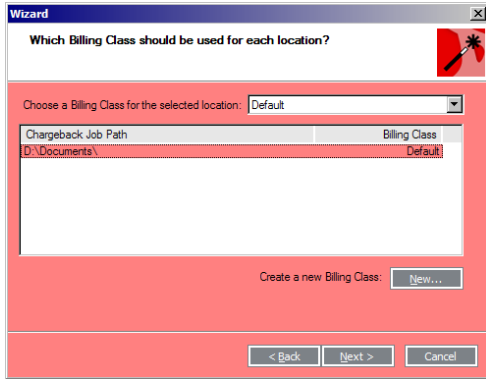 Wizard
Which Billing Class should be used for each location?
Choose a Billing Class for the selected location: Default
Chargeback Job Path Billing Class
D:\Documents\ Default
Create a new Billing Class: New...
< Back Next > Cancel